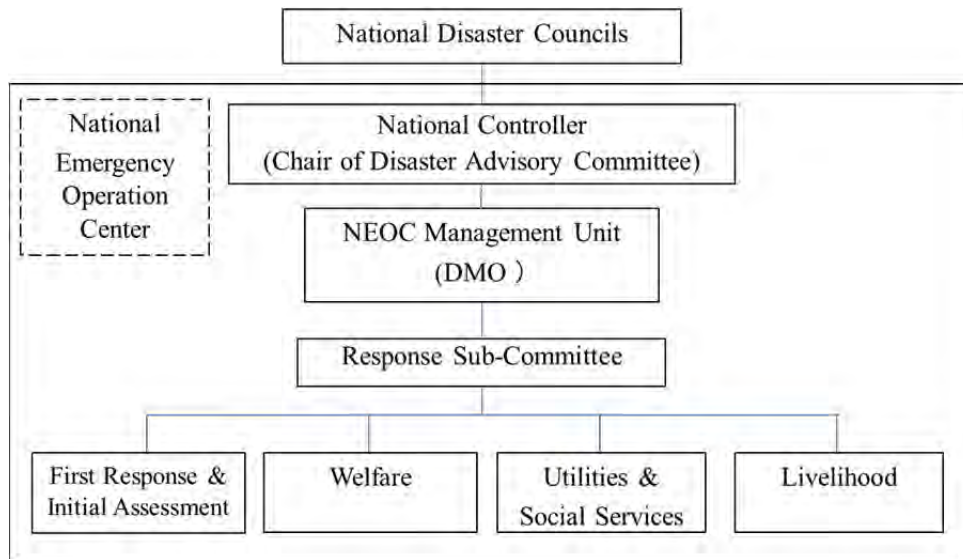 National Disaster Councils
National
Emergency
Operation
Center
National Controller
(Chair of Disaster Advisory Committee)
NEOC Management Unit
(DMO ）
Response Sub-Committee
First Response &
Initial Assessment
Welfare
Utilities &
Social Services
Livelihood